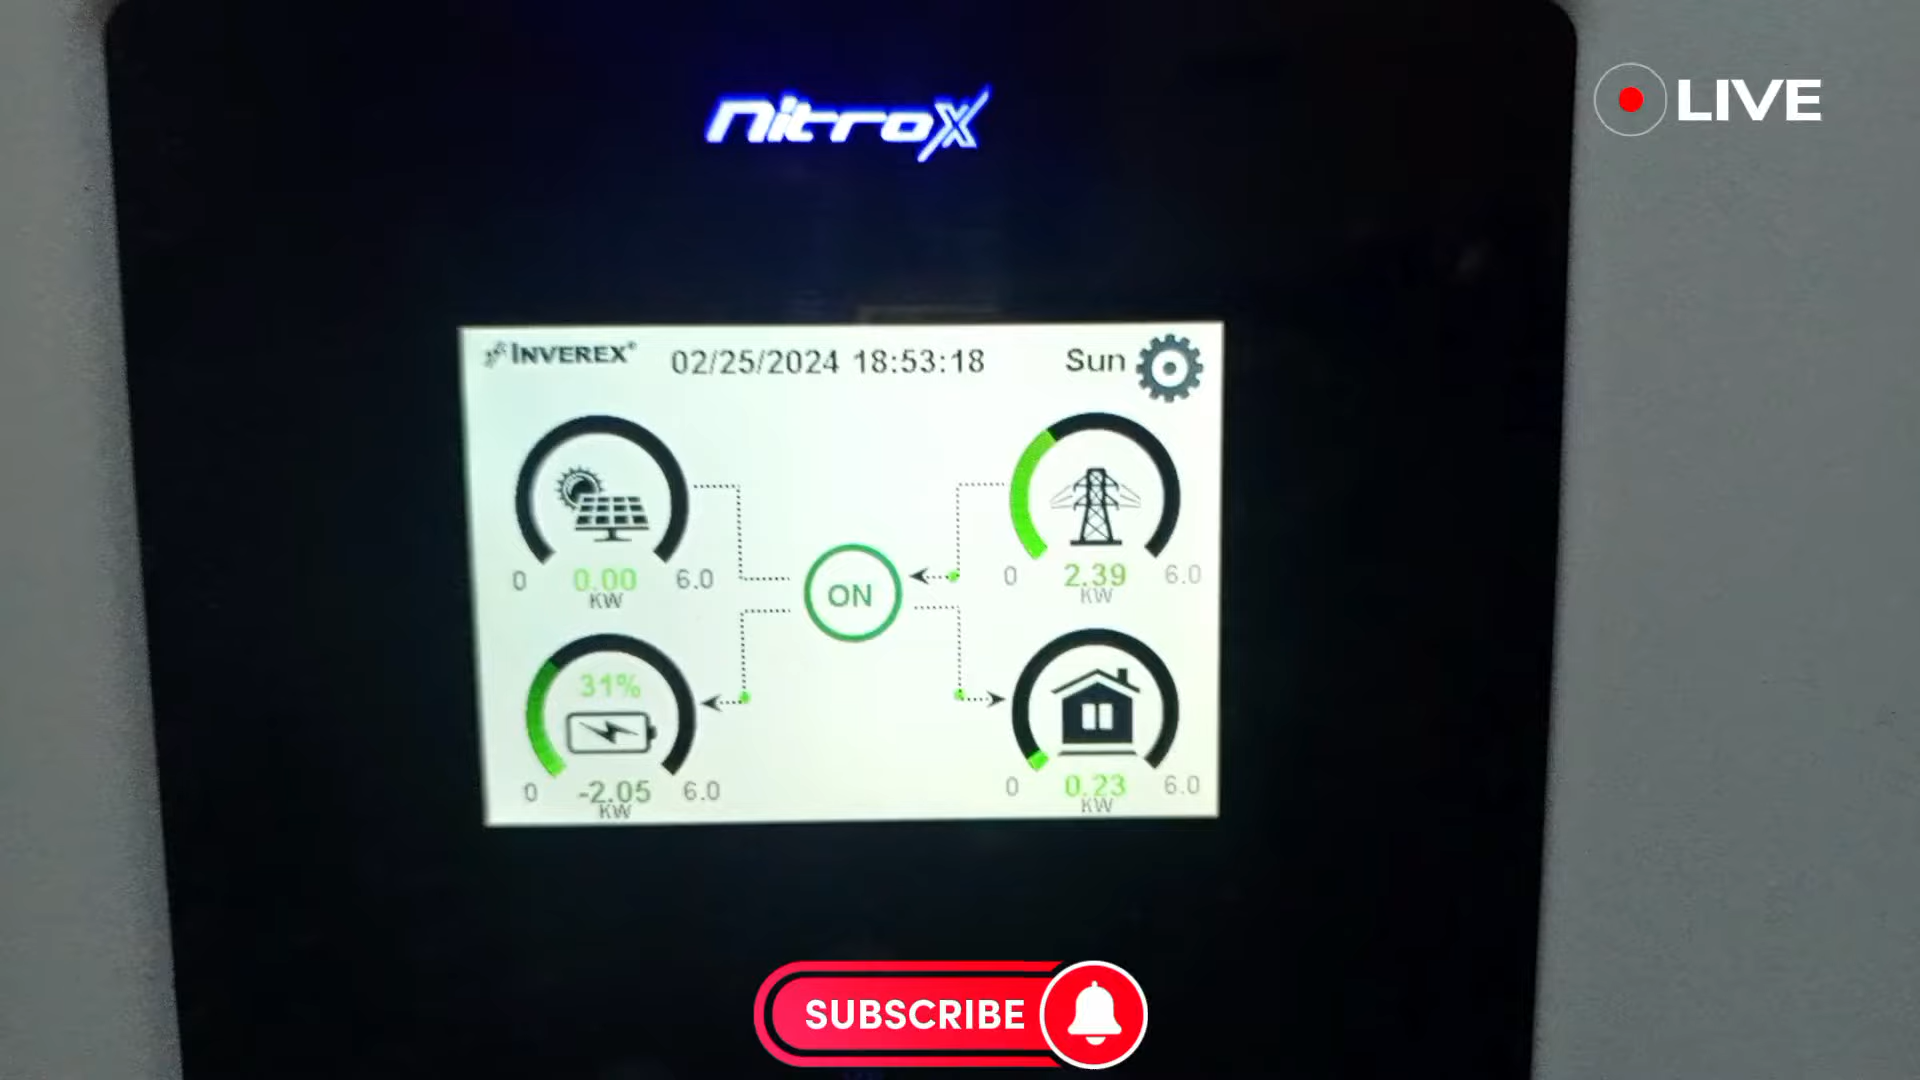 NitroX
LIVE
INVEREX® 02/25/2024 18:53:18 Sun
0 0.00 6.0
KW
0 2.39 6.0
KW
ON
31%
0 -2.05 6.0
KW
0 0.23 6.0
KW
SUBSCRIBE